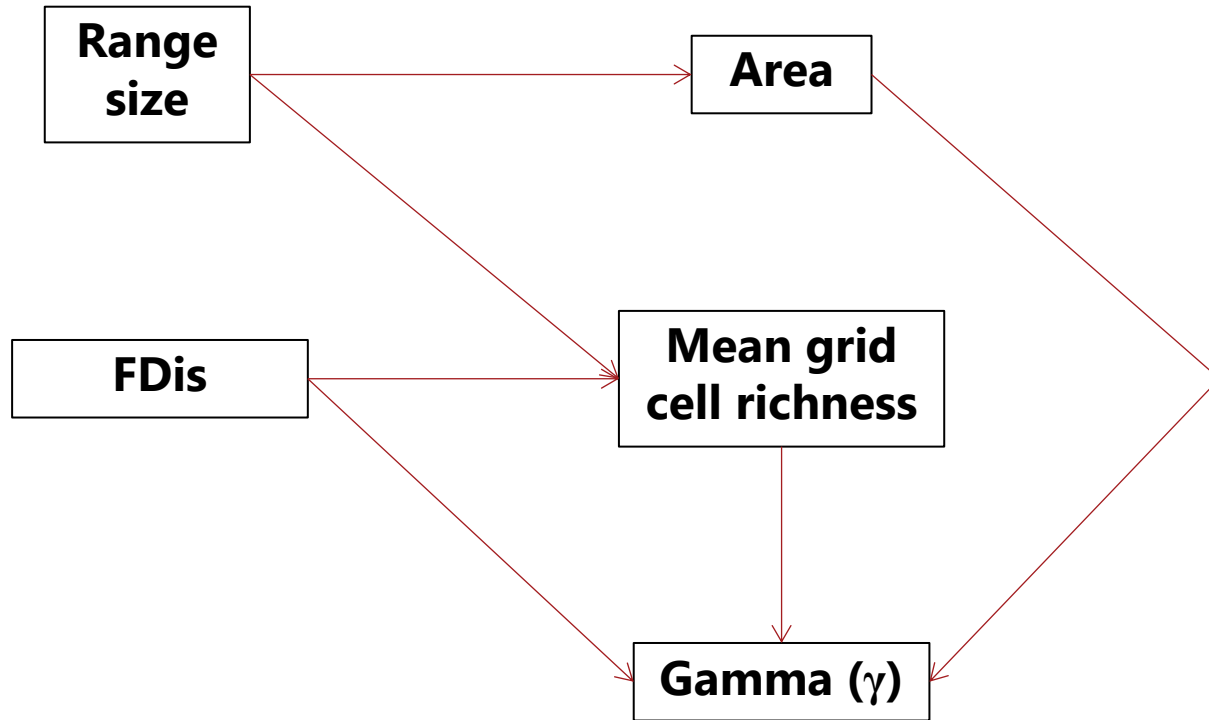 Range
size
Area
FDis
Mean grid
cell richness
Gamma (γ)